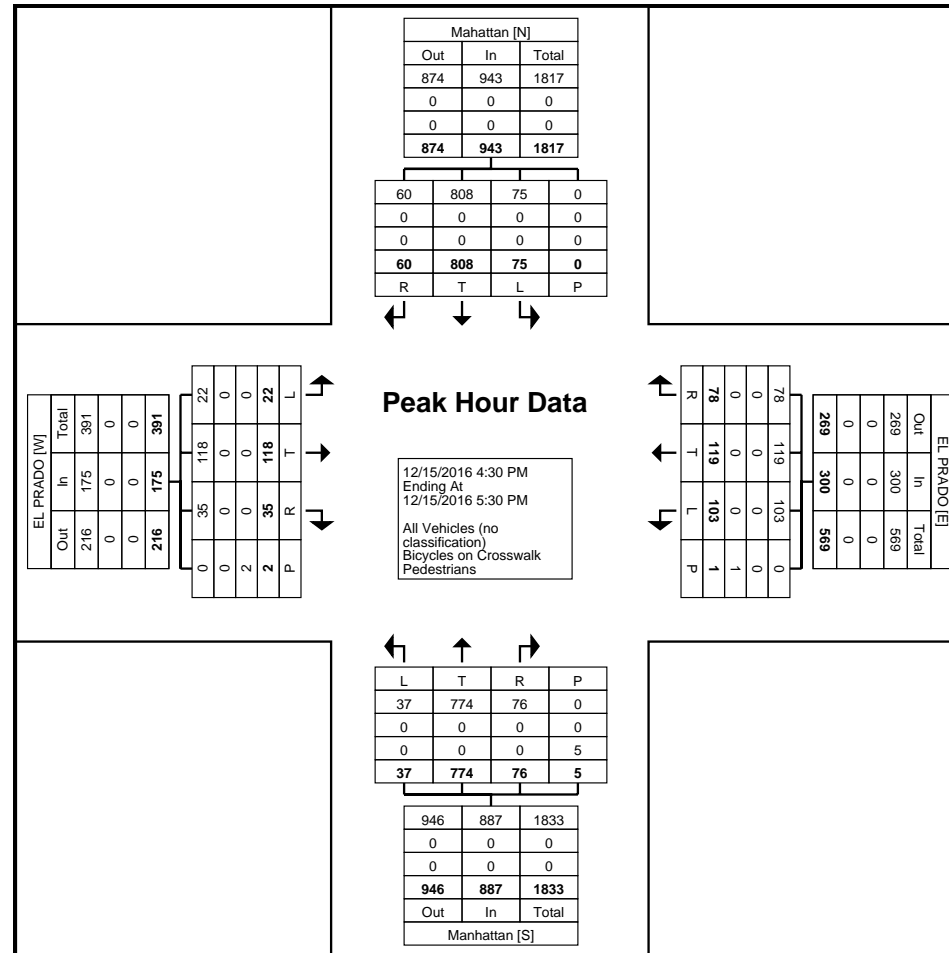 Mahattan [N]
Out In Total
874 943 1817
0 0 0
0 0 0
874 943 1817
60 808 75 0
0 0 0 0
0 0 0 0
60 808 75 0
R T L P
EL PRADO [W]
Out In Total
216 175 391
0 0 0
0 0 0
216 175 391
0 35 118 22
0 0 0 0
2 0 0 0
2 35 118 22
P R T L
Peak Hour Data
12/15/2016 4:30 PM
Ending At
12/15/2016 5:30 PM
All Vehicles (no
classification)
Bicycles on Crosswalk
Pedestrians
R T L P
78 119 103 1
0 0 0 1
0 0 0 0
78 119 103 0
269 300 569
0 0 0
0 0 0
269 300 569
Out In Total
EL PRADO [E]
L T R P
37 774 76 0
0 0 0 0
0 0 0 5
37 774 76 5
946 887 1833
0 0 0
0 0 0
946 887 1833
Out In Total
Manhattan [S]